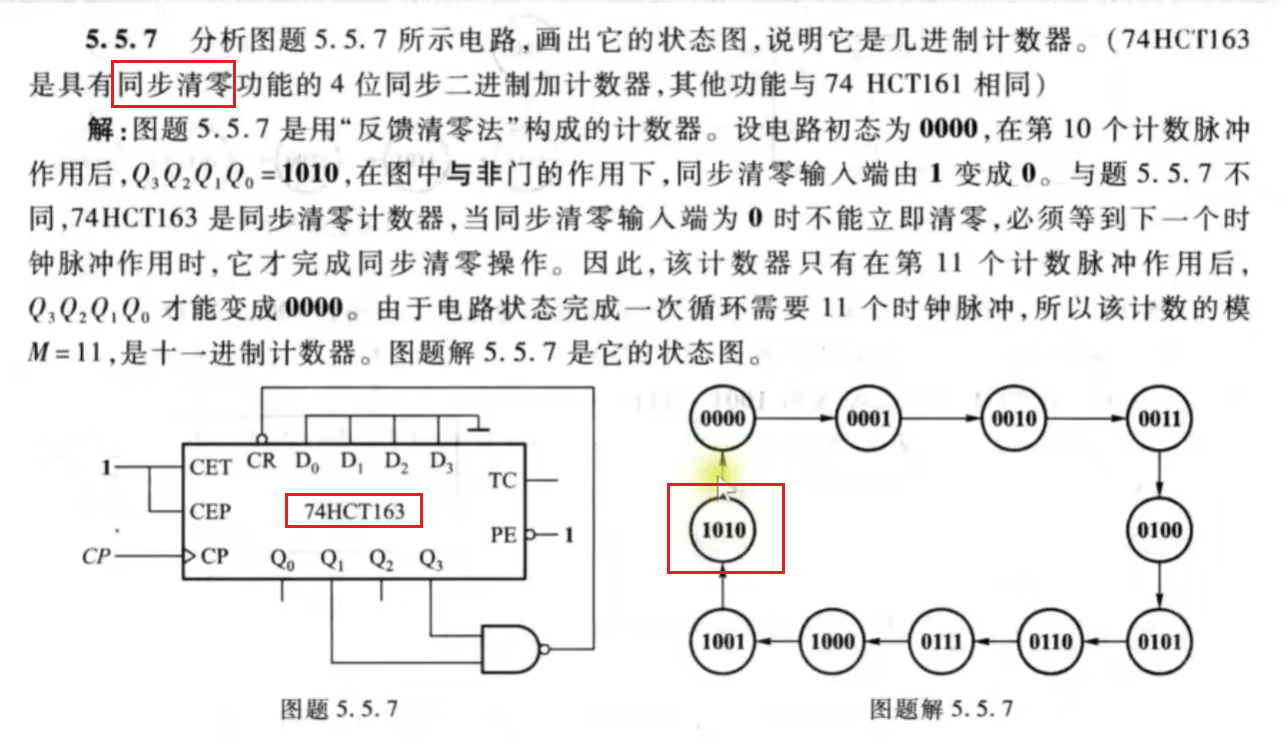 5.5.7 分析图题 5.5.7 所示电路,画出它的状态图,说明它是几进制计数器。(74HCT163
是具有同步清零功能的 4 位同步二进制加计数器,其他功能与 74 HCT161 相同)
解:图题 5.5.7 是用“反馈清零法”构成的计数器。设电路初态为 0000,在第 10 个计数脉冲
作用后,Q₃Q₂Q₁Q₀=1010,在图中与非门的作用下,同步清零输入端由 1 变成 0。与题 5.5.7 不
同,74HCT163 是同步清零计数器,当同步清零输入端为 0 时不能立即清零,必须等到下一个时
钟脉冲作用时,它才完成同步清零操作。因此,该计数器只有在第 11 个计数脉冲作用后,
Q₃Q₂Q₁Q₀ 才能变成 0000。由于电路状态完成一次循环需要 11 个时钟脉冲,所以该计数的模
M=11,是十一进制计数器。图题解 5.5.7 是它的状态图。
1 CET CR D₀ D₁ D₂ D₃ TC
CEP 74HCT163 PE 1
CP CP Q₀ Q₁ Q₂ Q₃
图题 5.5.7
0000 0001 0010 0011
1010 0100
1001 1000 0111 0110 0101
图题解 5.5.7